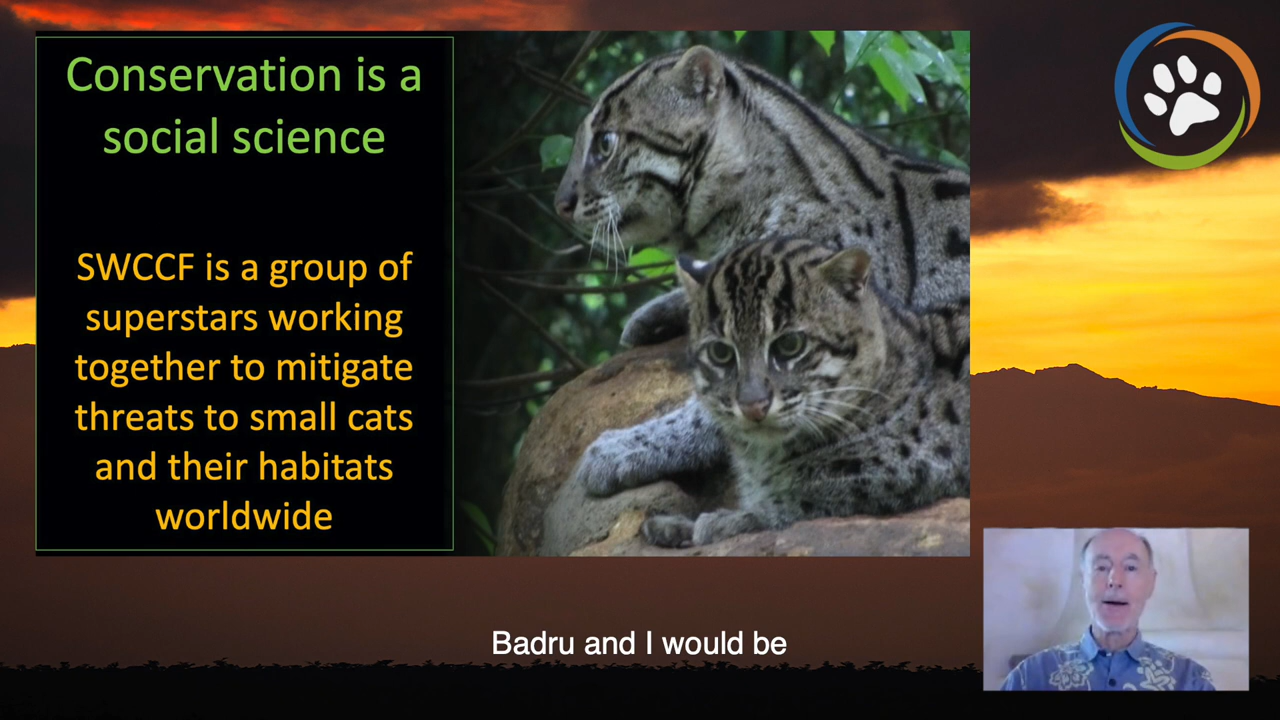 Conservation is a
social science
SWCCF is a group of
superstars working
together to mitigate
threats to small cats
and their habitats
worldwide
Badru and I would be